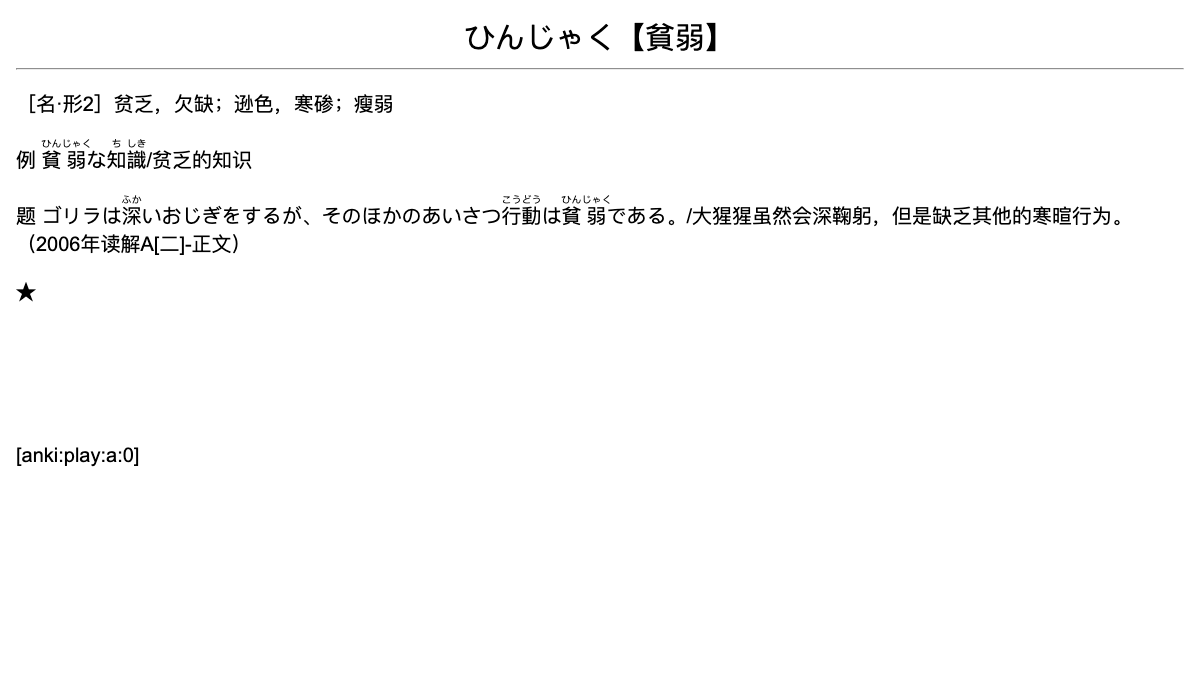 ひんじゃく【貧弱】
［名·形2］贫乏，欠缺；逊色，寒碜；瘦弱
ひんじゃく ち しき
例 貧弱な知識/贫乏的知识
ふか こうどう ひんじゃく
题 ゴリラは深いおじぎをするが、そのほかのあいさつ行動は貧弱である。/大猩猩虽然会深鞠躬，但是缺乏其他的寒暄行为。
（2006年读解A[二]-正文）
★
[anki:play:a:0]